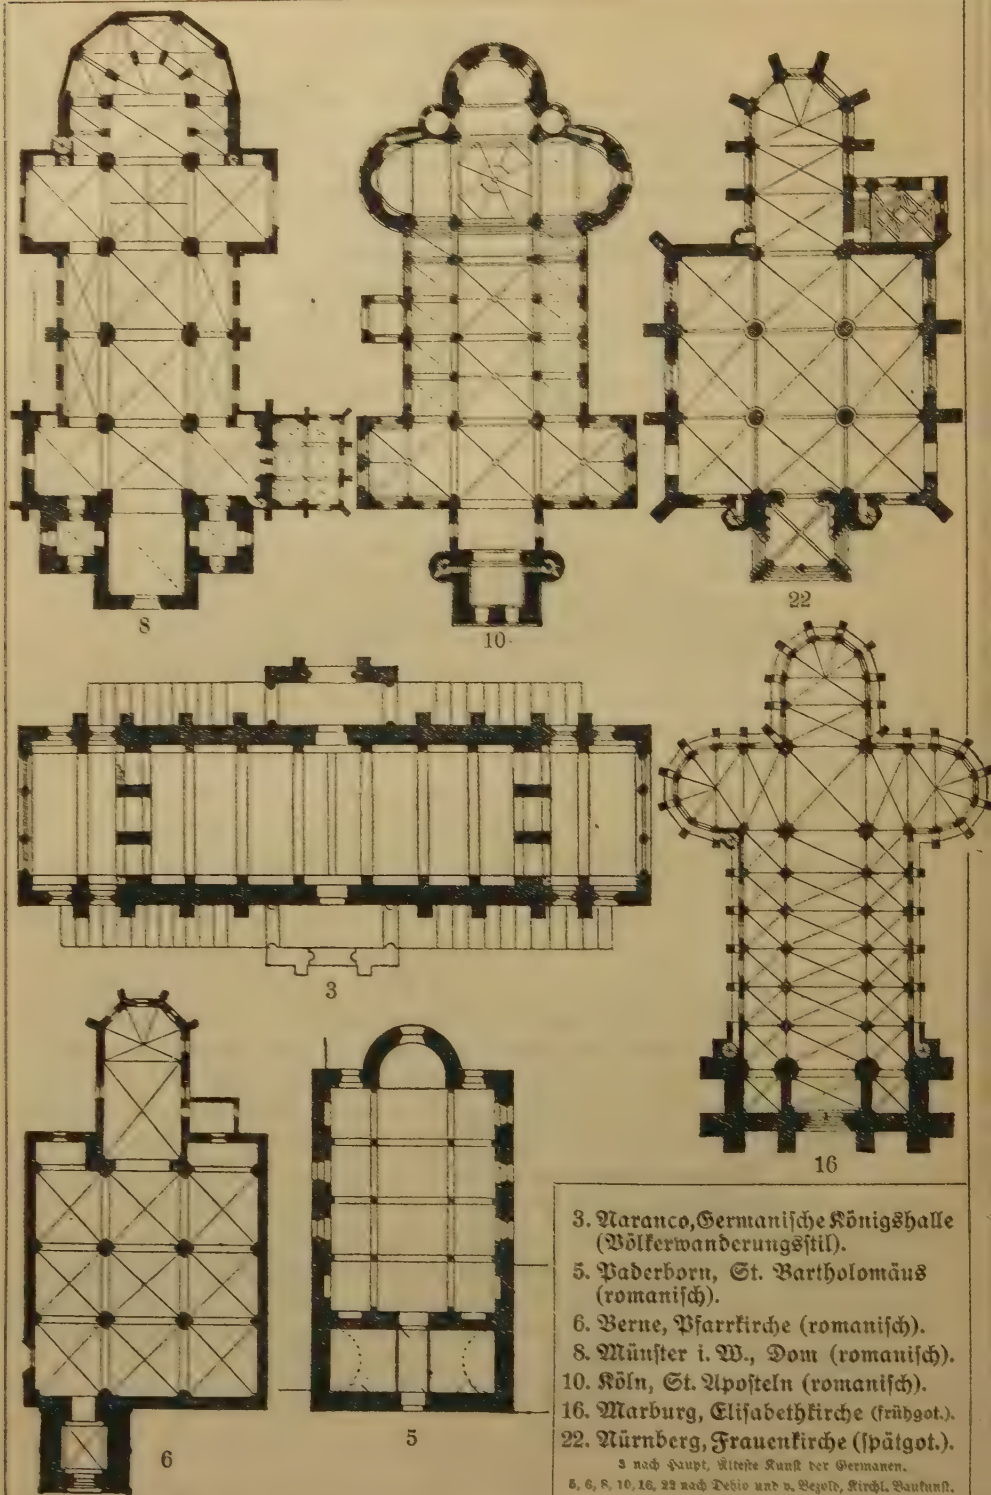 8
10
22
3
16
6
5
3. Naranco, Germanische Königshalle
(Völkerwanderungsstil).
5. Paderborn, St. Bartholomäus
(romanisch).
6. Berne, Pfarrkirche (romanisch).
8. Münster i. W., Dom (romanisch).
10. Köln, St. Aposteln (romanisch).
16. Marburg, Elisabethkirche (frühgot.).
22. Nürnberg, Frauenkirche (spätgot.).
3 nach Haupt, Älteste Kunst der Germanen.
5, 6, 8, 10, 16, 22 nach Dehio und v. Bezold, Kirchl. Baukunst.